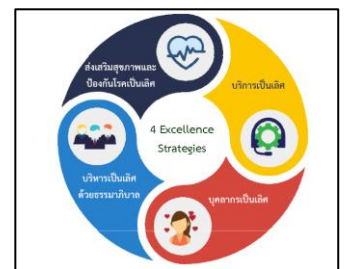 ส่งเสริมสุขภาพและ
ป้องกันโรคเป็นเลิศ
บริการเป็นเลิศ
4 Excellence
Strategies
บริหารเป็นเลิศ
ด้วยธรรมาภิบาล
บุคลากรเป็นเลิศ